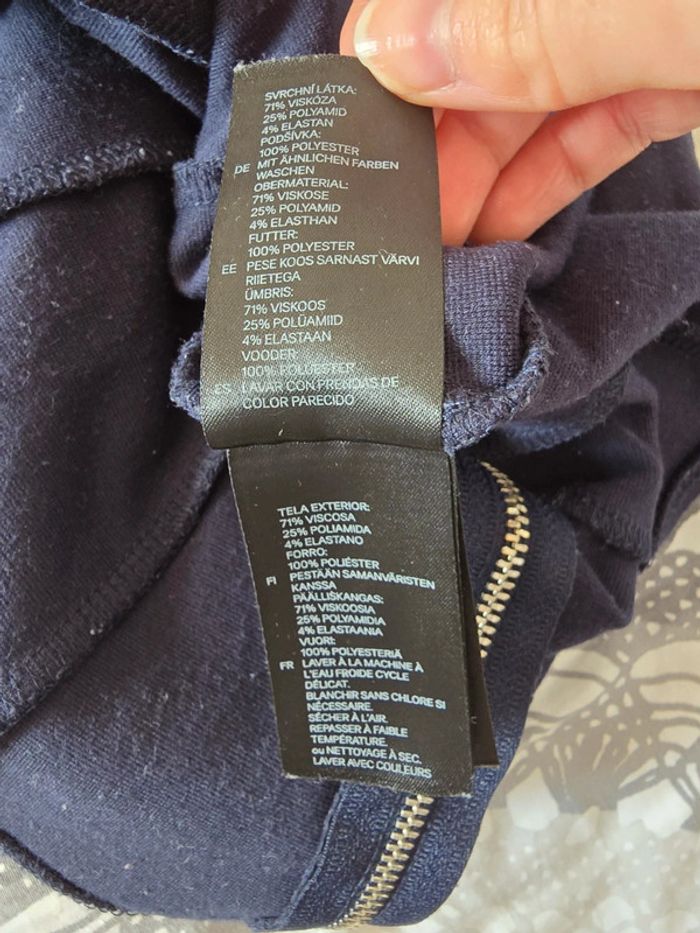 SVRCHNÍ LÁTKA:
71% VISKÓZA
25% POLYAMID
4% ELASTAN
PODŠÍVKA:
100% POLYESTER
DE MIT ÄHNLICHEN FARBEN
WASCHEN
OBERMATERIAL:
71% VISKOSE
25% POLYAMID
4% ELASTHAN
FUTTER:
100% POLYESTER
EE PESE KOOS SARNAST VÄRVI
RIIETEGA
ÜMBRIS:
71% VISKOOS
25% POLÜAMIID
4% ELASTAAN
VOODER:
100% POLÜESTER
ES LAVAR CON PRENDAS DE
COLOR PARECIDO
TELA EXTERIOR:
71% VISCOSA
25% POLIAMIDA
4% ELASTANO
FORRO:
100% POLIÉSTER
FI PESTÄÄN SAMANVÄRISTEN
KANSSA
PÄÄLLISKANGAS:
71% VISKOOSIA
25% POLYAMIDIA
4% ELASTAANIA
VUORI:
100% POLYESTERIÄ
FR LAVER À LA MACHINE À
L'EAU FROIDE CYCLE
DÉLICAT.
BLANCHIR SANS CHLORE SI
NÉCESSAIRE.
SÉCHER À L'AIR.
REPASSER À FAIBLE
TEMPÉRATURE.
ou NETTOYAGE À SEC.
LAVER AVEC COULEURS